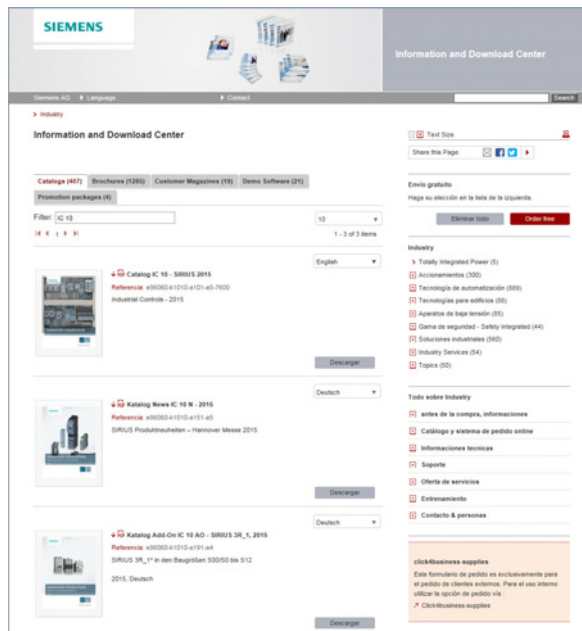 SIEMENS
Information and Download Center
Siemens AG
Language
Contact
Search
Industry
Information and Download Center
Text Size
Share this Page:
Catalogs (407) Brochures (1285) Customer Magazines (18) Demo Software (21)
Promotion packages (4)
Filter: IC 10
10
1
1 - 3 of 3 items
English
Catalog IC 10 - SIRIUS 2015
Referencia: e86060-k1010-a101-a5-7600
Industrial Controls - 2015
Descargar
Deutsch
Katalog News IC 10 N - 2015
Referencia: e86060-k1010-a151-a5
SIRIUS Produktneuheiten – Hannover Messe 2015
Descargar
Deutsch
Katalog Add-On IC 10 AO - SIRIUS 3R_1, 2015
Referencia: e86060-k1010-a191-a4
SIRIUS 3R_1* in den Baugrößen S00/S0 bis S12
2015, Deutsch
Descargar
Envío gratuito
Haga su elección en la lista de la izquierda.
Eliminar todo
Order free
Industry
Totally Integrated Power (5)
Accionamientos (300)
Tecnología de automatización (889)
Tecnologías para edificios (88)
Aparatos de baja tensión (85)
Gama de seguridad - Safety Integrated (44)
Soluciones industriales (560)
Industry Services (54)
Topics (50)
Todo sobre Industry
antes de la compra, informaciones
Catálogo y sistema de pedido online
Informaciones tecnicas
Soporte
Oferta de servicios
Entrenamiento
Contacto & personas
click4business-supplies
Este formulario de pedido es exclusivamente para
el pedido de clientes externos. Para el uso interno
utilizar la opción de pedido vía :
Click4business-supplies